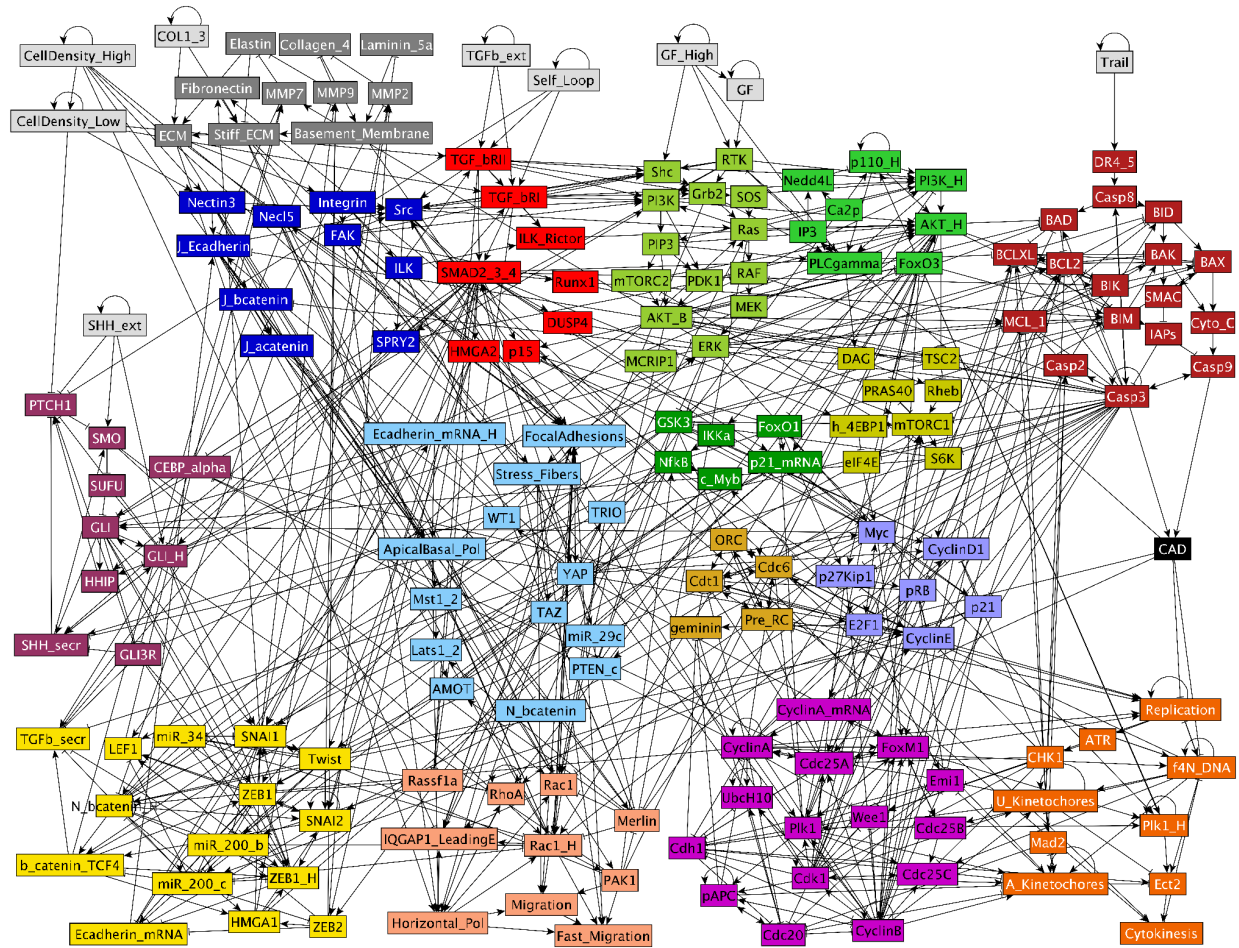 COL1_3
CellDensity_High
Elastin
Collagen_4
Laminin_5a
TGFb_ext
GF_High
Trail
Self_Loop
GF
Fibronectin
MMP7
MMP9
MMP2
CellDensity_Low
ECM
Stiff_ECM
Basement_Membrane
TGF_bRII
Shc
RTK
p110_H
DR4_5
Nedd4L
PI3K_H
TGF_bRI
Grb2
SOS
Casp8
Nectin3
Integrin
Src
PI3K
Ca2p
BID
Necl5
FAK
ILK_Rictor
Ras
IP3
AKT_H
BAD
J_Ecadherin
PIP3
BCLXL
BAK
BAX
ILK
SMAD2_3_4
Runx1
mTORC2
PDK1
RAF
PLCgamma
FoxO3
BCL2
BIK
SMAC
J_bcatenin
MEK
SHH_ext
DUSP4
AKT_B
MCL_1
BIM
Cyto_C
J_acatenin
SPRY2
HMGA2
p15
MCRIP1
ERK
DAG
TSC2
IAPs
Casp2
Casp9
PRAS40
Rheb
Casp3
PTCH1
SMO
Ecadherin_mRNA_H
FocalAdhesions
GSK3
IKKa
FoxO1
h_4EBP1
mTORC1
CEBP_alpha
Stress_Fibers
NfkB
c_Myb
p21_mRNA
eIF4E
S6K
SUFU
GLI
WT1
TRIO
GLI_H
ApicalBasal_Pol
ORC
Myc
CyclinD1
CAD
HHIP
YAP
Cdt1
Cdc6
p27Kip1
pRB
Mst1_2
TAZ
p21
SHH_secr
GLI3R
Lats1_2
miR_29c
geminin
Pre_RC
E2F1
CyclinE
PTEN_c
AMOT
N_bcatenin
CyclinA_mRNA
Replication
TGFb_secr
LEF1
miR_34
SNAI1
CyclinA
FoxM1
ATR
Twist
Cdc25A
CHK1
f4N_DNA
Rassf1a
RhoA
Rac1
Emi1
N_bcatenin_H
ZEB1
UbcH10
U_Kinetochores
SNAI2
Merlin
Plk1
Wee1
Cdc25B
Plk1_H
miR_200_b
IQGAP1_LeadingE
Rac1_H
Cdh1
Mad2
b_catenin_TCF4
miR_200_c
ZEB1_H
PAK1
pAPC
Cdk1
Cdc25C
A_Kinetochores
Ect2
HMGA1
ZEB2
Horizontal_Pol
Migration
Ecadherin_mRNA
Fast_Migration
Cdc20
CyclinB
Cytokinesis